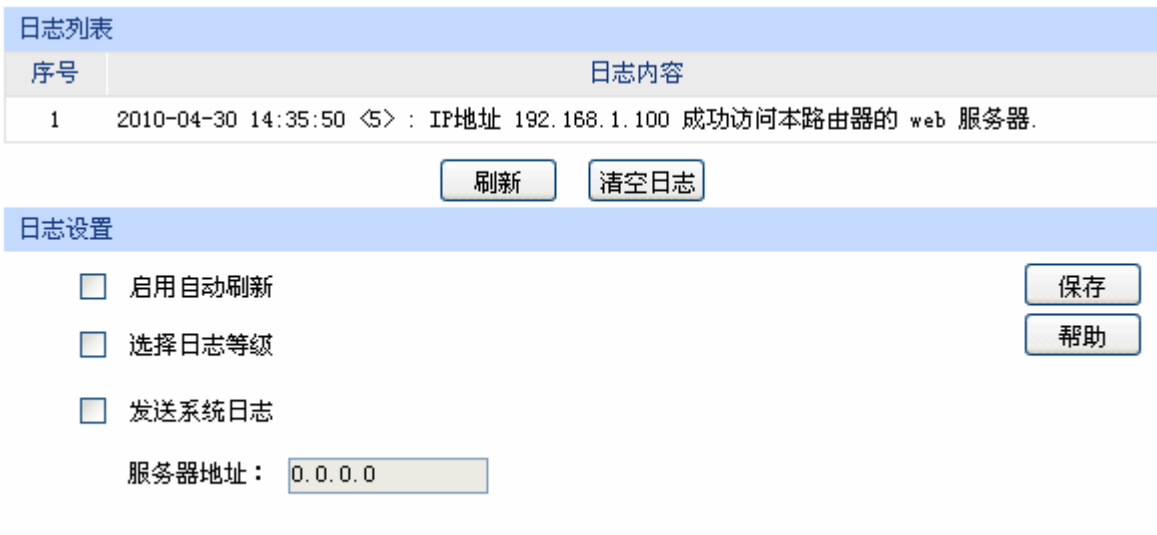 日志列表
序号 日志内容
1 2010-04-30 14:35:50 <5> : IP地址 192.168.1.100 成功访问本路由器的 web 服务器.
刷新 清空日志
日志设置
启用自动刷新 保存
选择日志等级 帮助
发送系统日志
服务器地址： 0.0.0.0